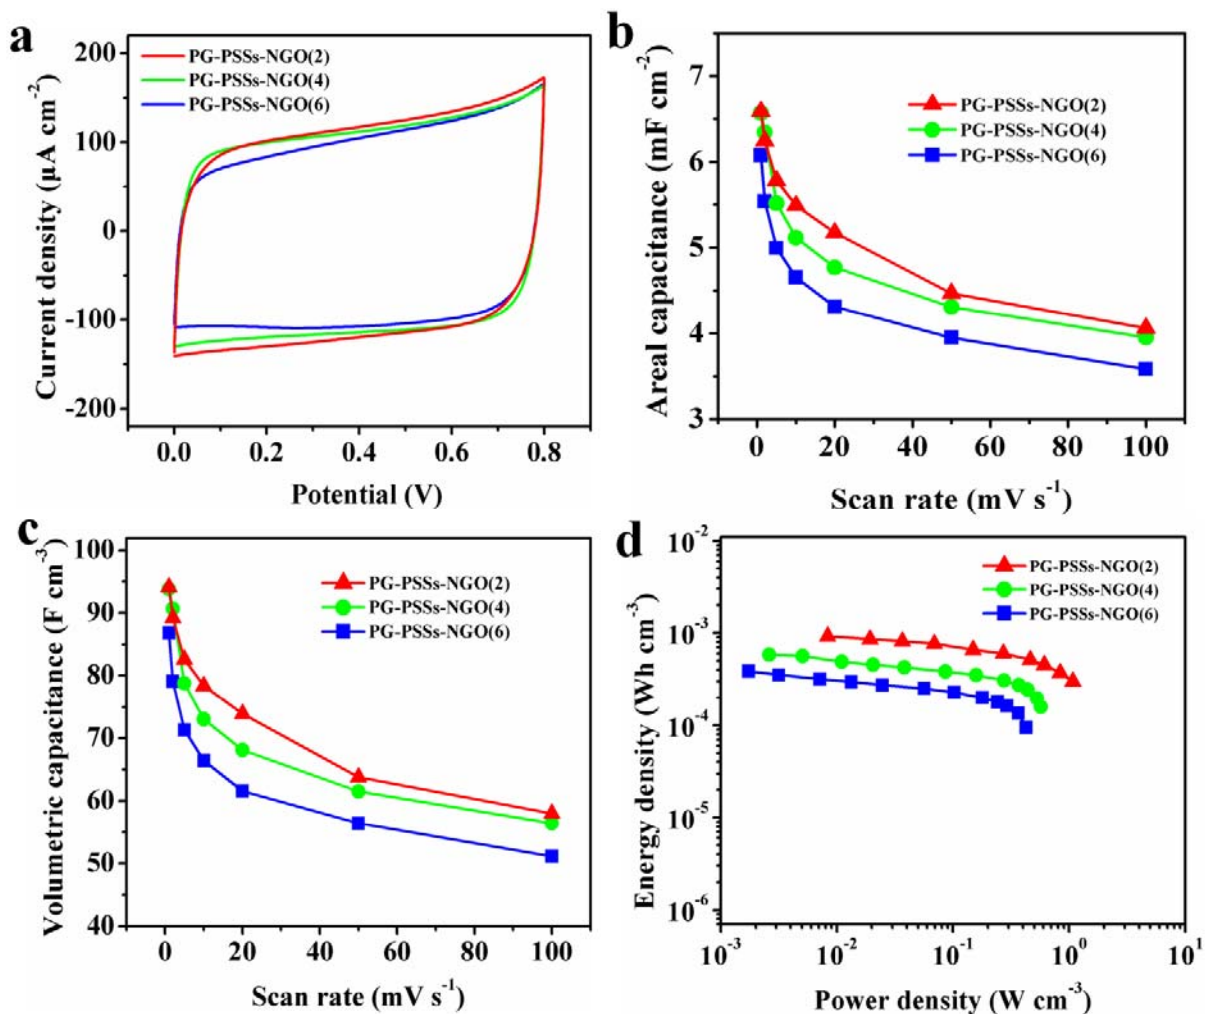 a
200
100
0
-100
-200
Current density (μA cm-2)
PG-PSSs-NGO(2)
PG-PSSs-NGO(4)
PG-PSSs-NGO(6)
0.0 0.2 0.4 0.6 0.8
Potential (V)
b
7
6
5
4
3
Areal capacitance (mF cm-2)
PG-PSSs-NGO(2)
PG-PSSs-NGO(4)
PG-PSSs-NGO(6)
0 20 40 60 80 100
Scan rate (mV s-1)
c
100
90
80
70
60
50
40
Volumetric capacitance (F cm-3)
PG-PSSs-NGO(2)
PG-PSSs-NGO(4)
PG-PSSs-NGO(6)
0 20 40 60 80 100
Scan rate (mV s-1)
d
10-2
10-3
10-4
10-5
10-6
Energy density (Wh cm-3)
PG-PSSs-NGO(2)
PG-PSSs-NGO(4)
PG-PSSs-NGO(6)
10-3 10-2 10-1 100 101
Power density (W cm-3)